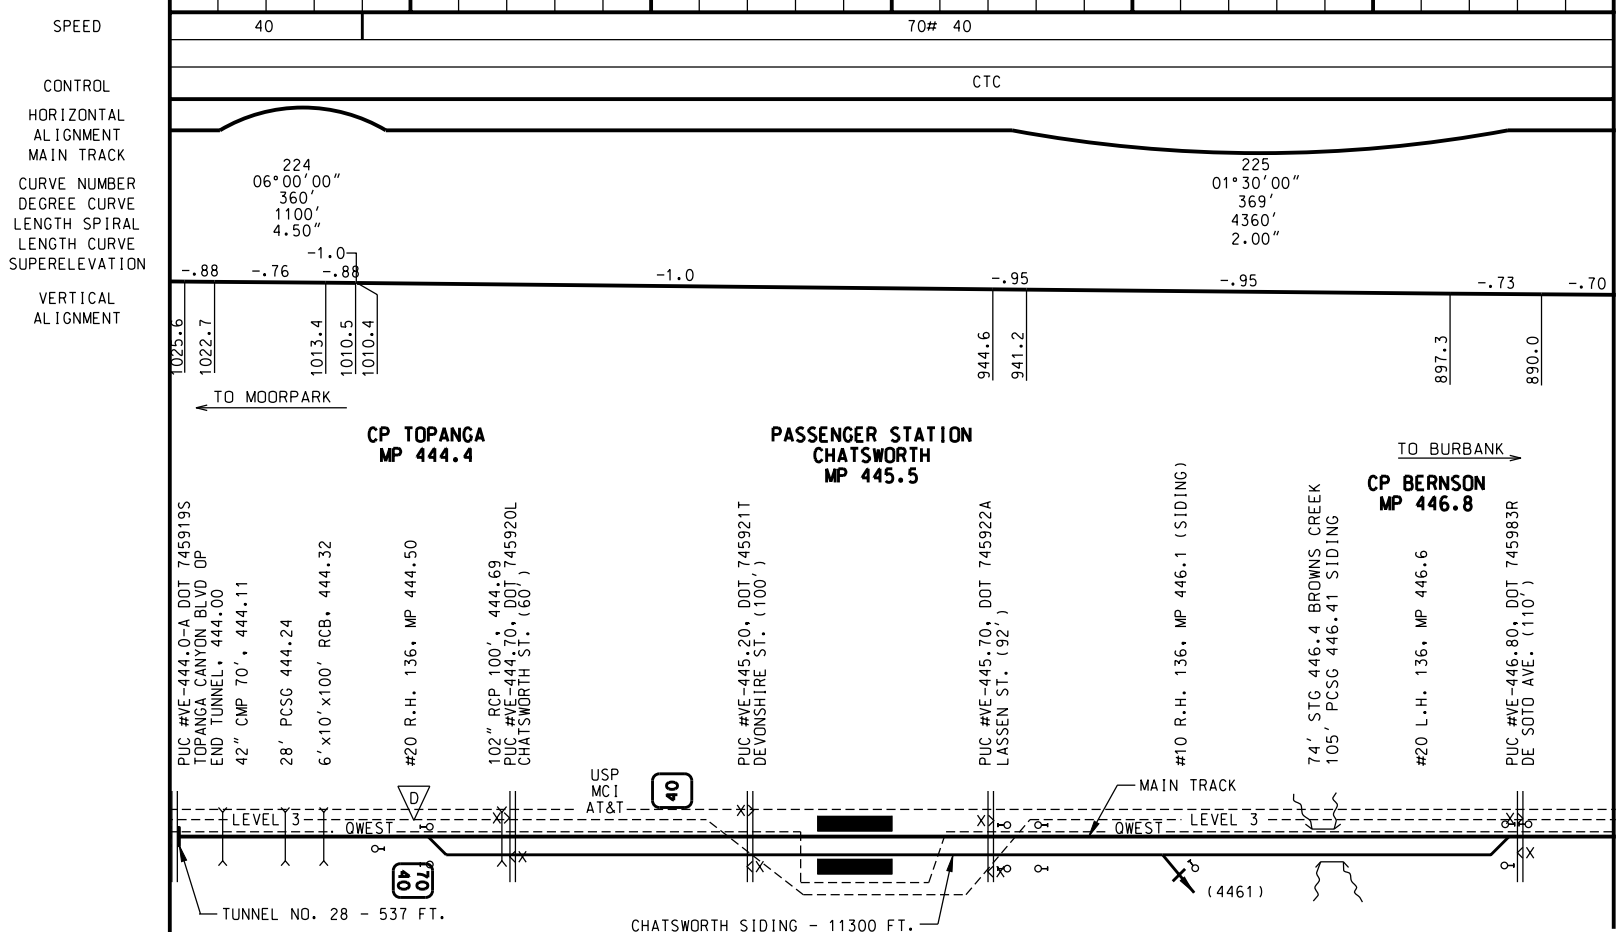 SPEED
40
70# 40
CONTROL
CTC
HORIZONTAL
ALIGNMENT
MAIN TRACK
CURVE NUMBER
DEGREE CURVE
LENGTH SPIRAL
LENGTH CURVE
SUPERELEVATION
224
06°00'00"
360'
1100'
4.50"
225
01°30'00"
369'
4360'
2.00"
VERTICAL
ALIGNMENT
-.88
-.76
-.88
-1.0
-1.0
-.95
-.95
-.73
-.70
1025.6
1022.7
1013.4
1010.5
1010.4
944.6
941.2
897.3
890.0
TO MOORPARK
TO BURBANK
CP TOPANGA
MP 444.4
PASSENGER STATION
CHATSWORTH
MP 445.5
CP BERNSON
MP 446.8
PUC #VE-444.0-A DOT 745919S
TOPANGA CANYON BLVD OP
END TUNNEL, 444.00
42" CMP 70', 444.11
28' PCSG 444.24
6'x10'x100' RCB, 444.32
#20 R.H. 136, MP 444.50
102" RCP 100', 444.69
PUC #VE-444.70, DOT 745920L
CHATSWORTH ST. (60')
PUC #VE-445.20, DOT 745921T
DEVONSHIRE ST. (100')
PUC #VE-445.70, DOT 745922A
LASSEN ST. (92')
#10 R.H. 136, MP 446.1 (SIDING)
74' STG 446.4 BROWNS CREEK
105' PCSG 446.41 SIDING
#20 L.H. 136, MP 446.6
PUC #VE-446.80, DOT 745983R
DE SOTO AVE. (110')
D
USP
MCI
AT&T
40
MAIN TRACK
LEVEL 3
QWEST
QWEST
LEVEL 3
70
40
(4461)
TUNNEL NO. 28 - 537 FT.
CHATSWORTH SIDING - 11300 FT.